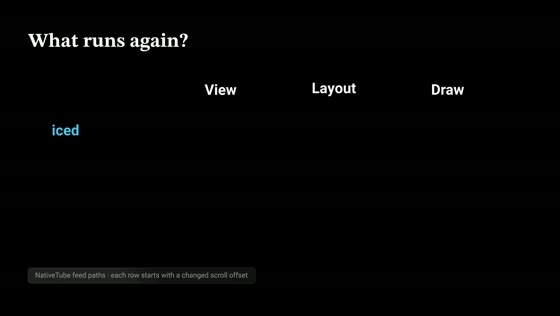 What runs again?
View Layout Draw
iced
NativeTube feed paths · each row starts with a changed scroll offset